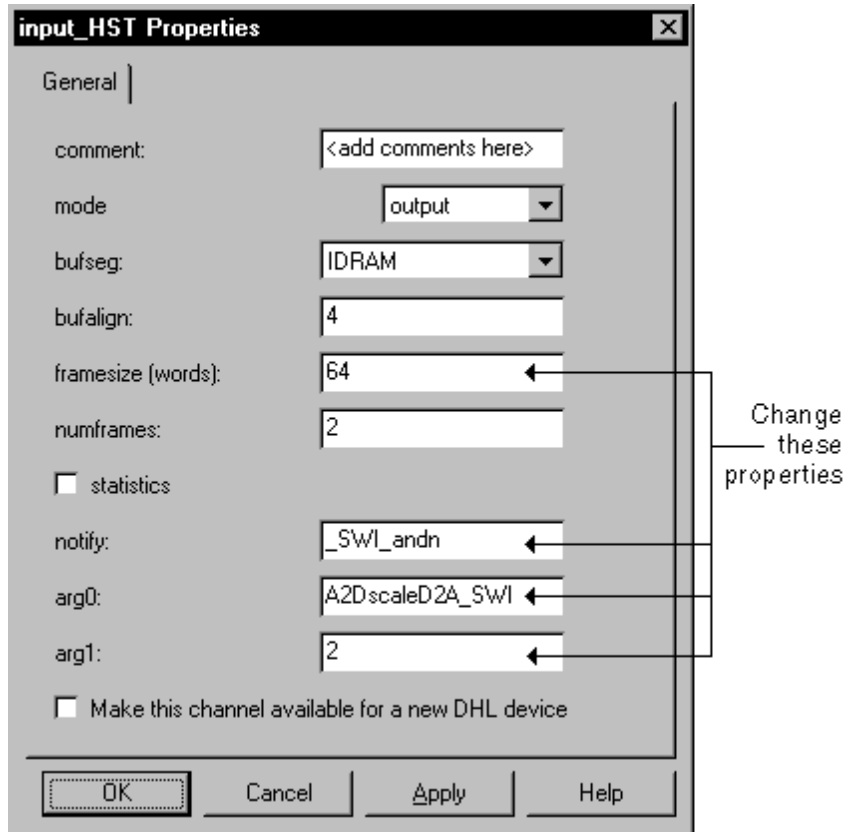 input_HST Properties
General
comment: <add comments here>
mode output
bufseg: IDRAM
bufalign: 4
framesize (words): 64
numframes: 2
statistics
notify: _SWI_andn
arg0: A2DscaleD2A_SWI
arg1: 2
Make this channel available for a new DHL device
OK Cancel Apply Help
Change
these
properties